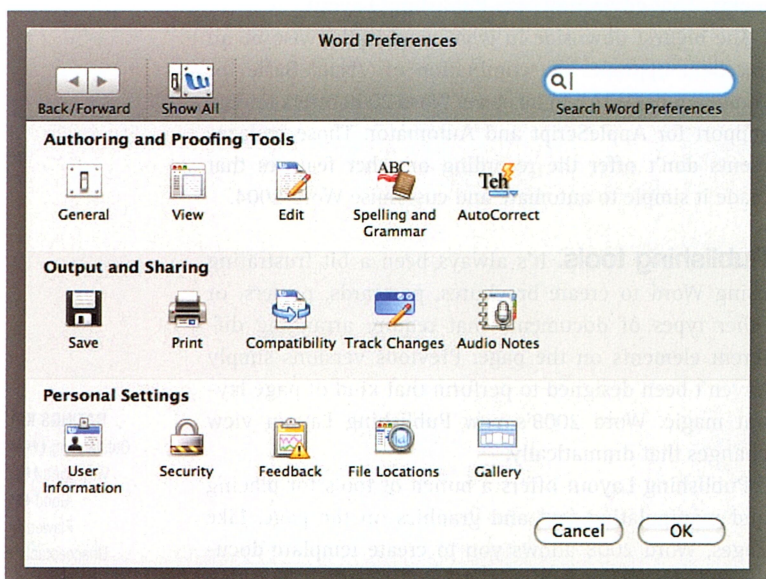 Word Preferences
Back/Forward
Show All
Search Word Preferences
Authoring and Proofing Tools
ABC
Teh
General
View
Edit
Spelling and
Grammar
AutoCorrect
Output and Sharing
Save
Print
Compatibility
Track Changes
Audio Notes
Personal Settings
User
Information
Security
Feedback
File Locations
Gallery
Cancel
OK